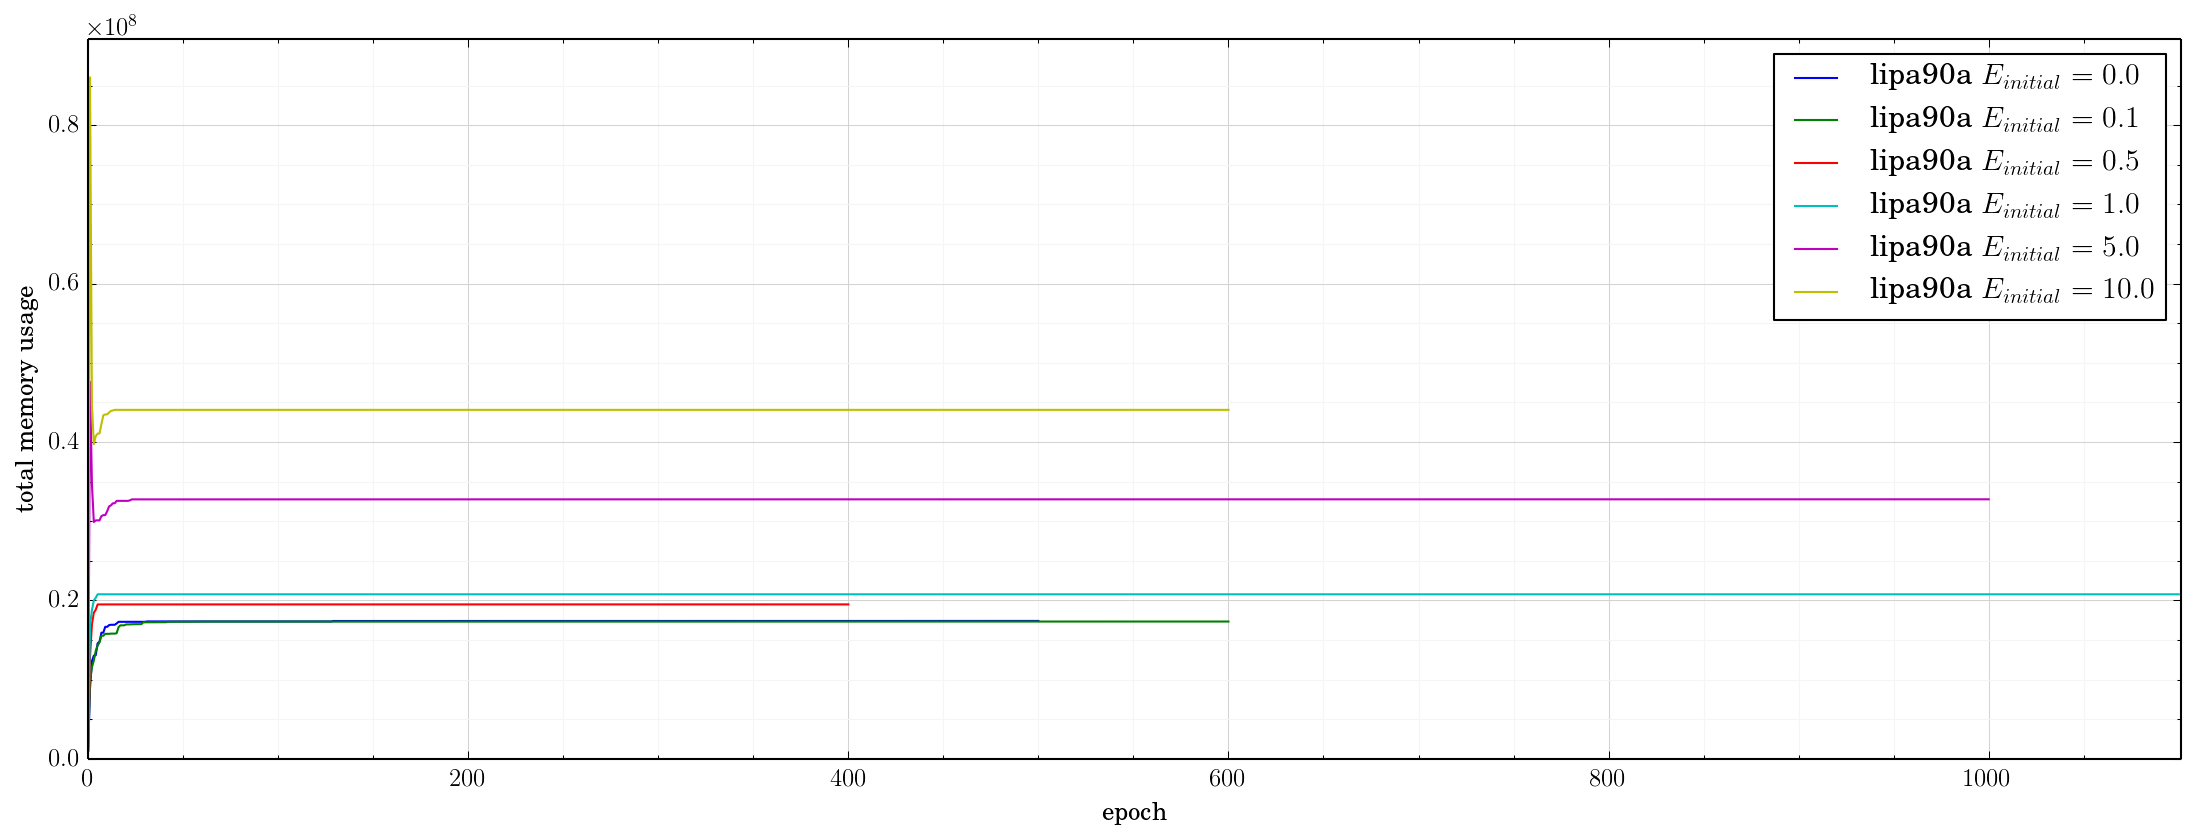 ×10⁸
0.8
0.6
0.4
0.2
0.0
total memory usage
0 200 400 600 800 1000
epoch
lipa90a E_initial = 0.0
lipa90a E_initial = 0.1
lipa90a E_initial = 0.5
lipa90a E_initial = 1.0
lipa90a E_initial = 5.0
lipa90a E_initial = 10.0